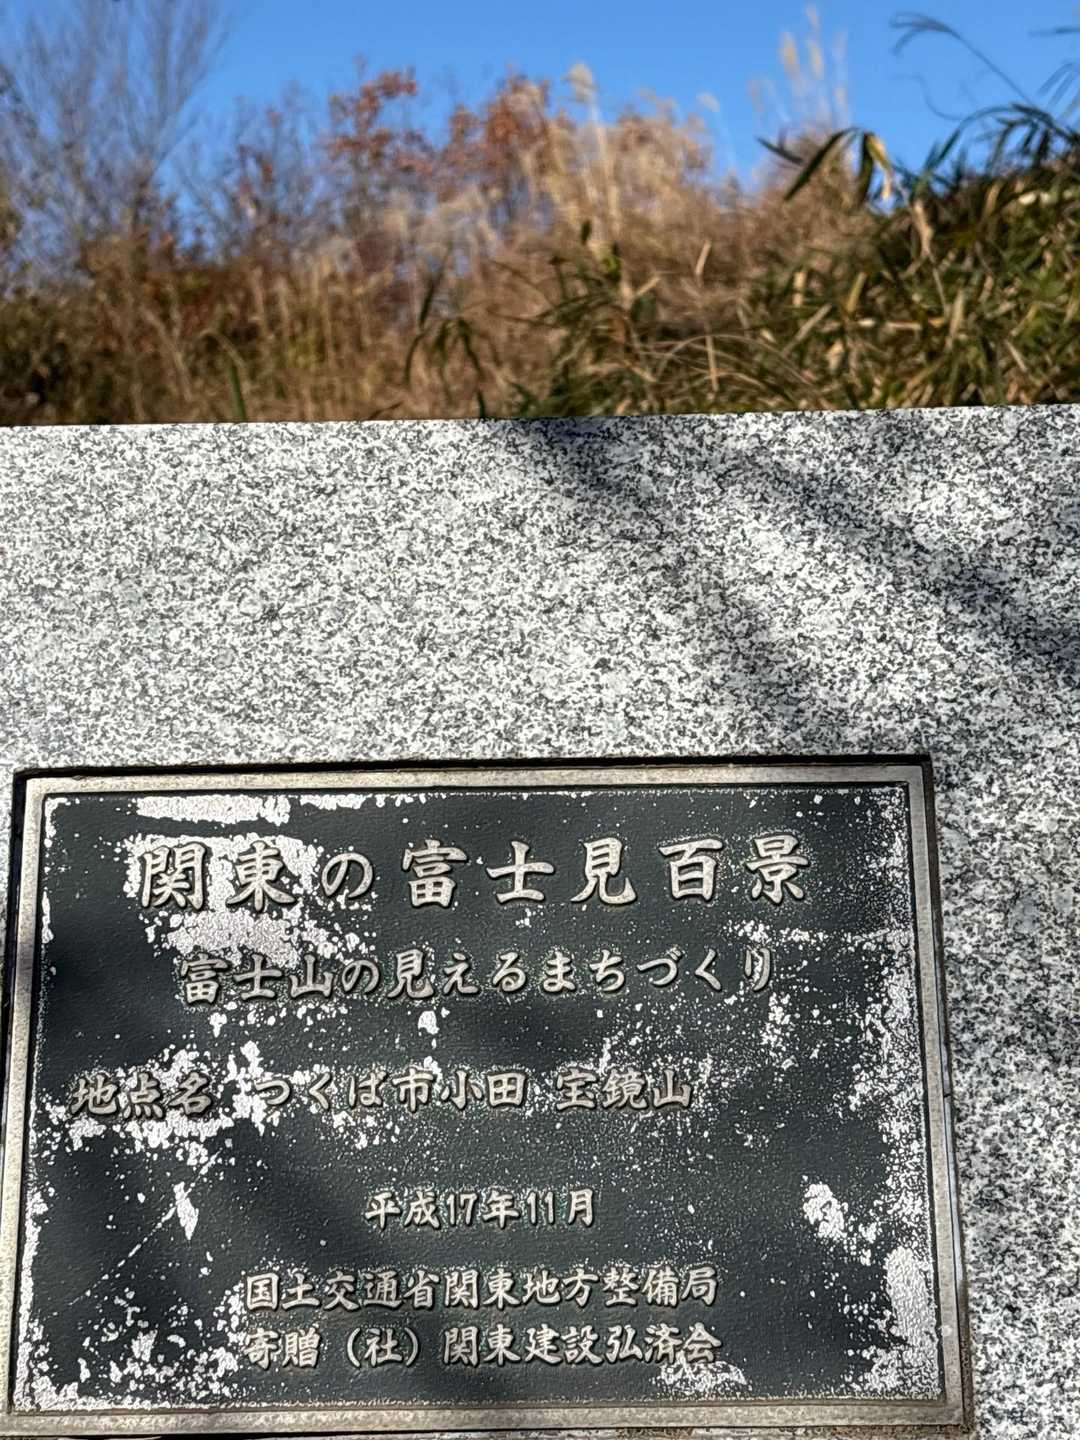 関東の富士見百景
富士山の見えるまちづくり
地点名 つくば市小田 宝鏡山
平成17年11月
国土交通省関東地方整備局
寄贈（社）関東建設弘済会